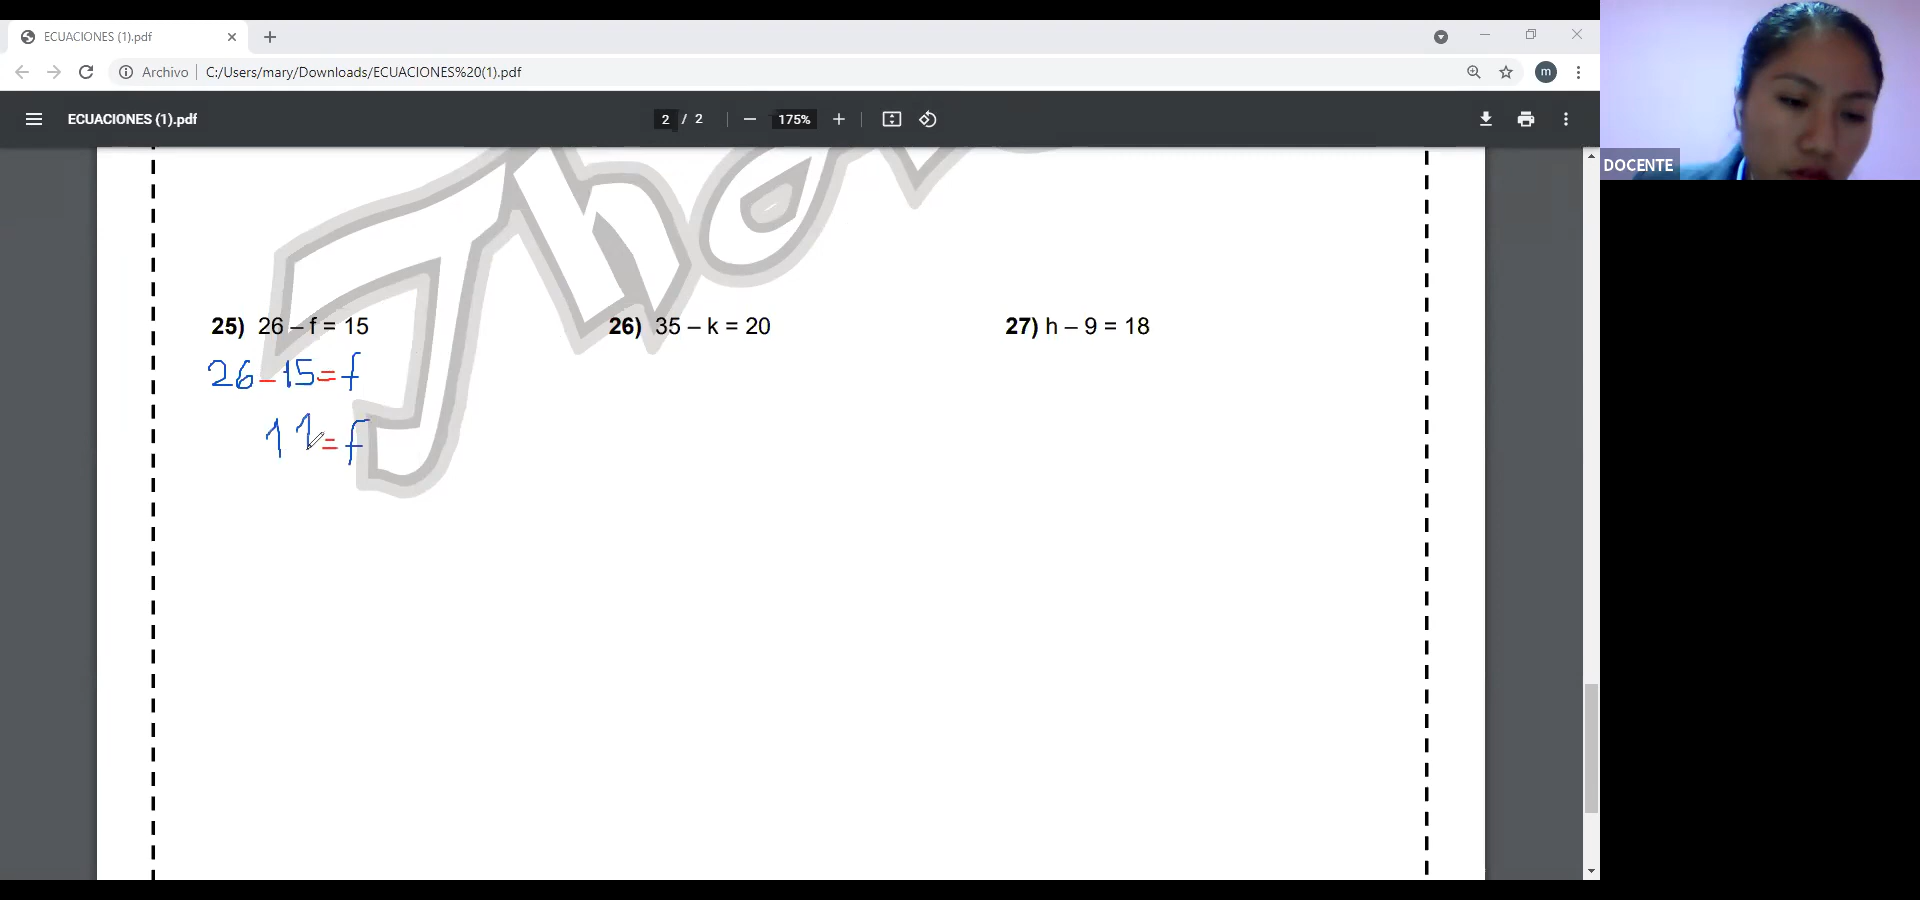 ECUACIONES (1).pdf
Archivo C:/Users/mary/Downloads/ECUACIONES%20(1).pdf m
ECUACIONES (1).pdf 2 / 2 175%
DOCENTE
25) 26 – f = 15 26) 35 – k = 20 27) h – 9 = 18
26 – 15 = f
11 = f